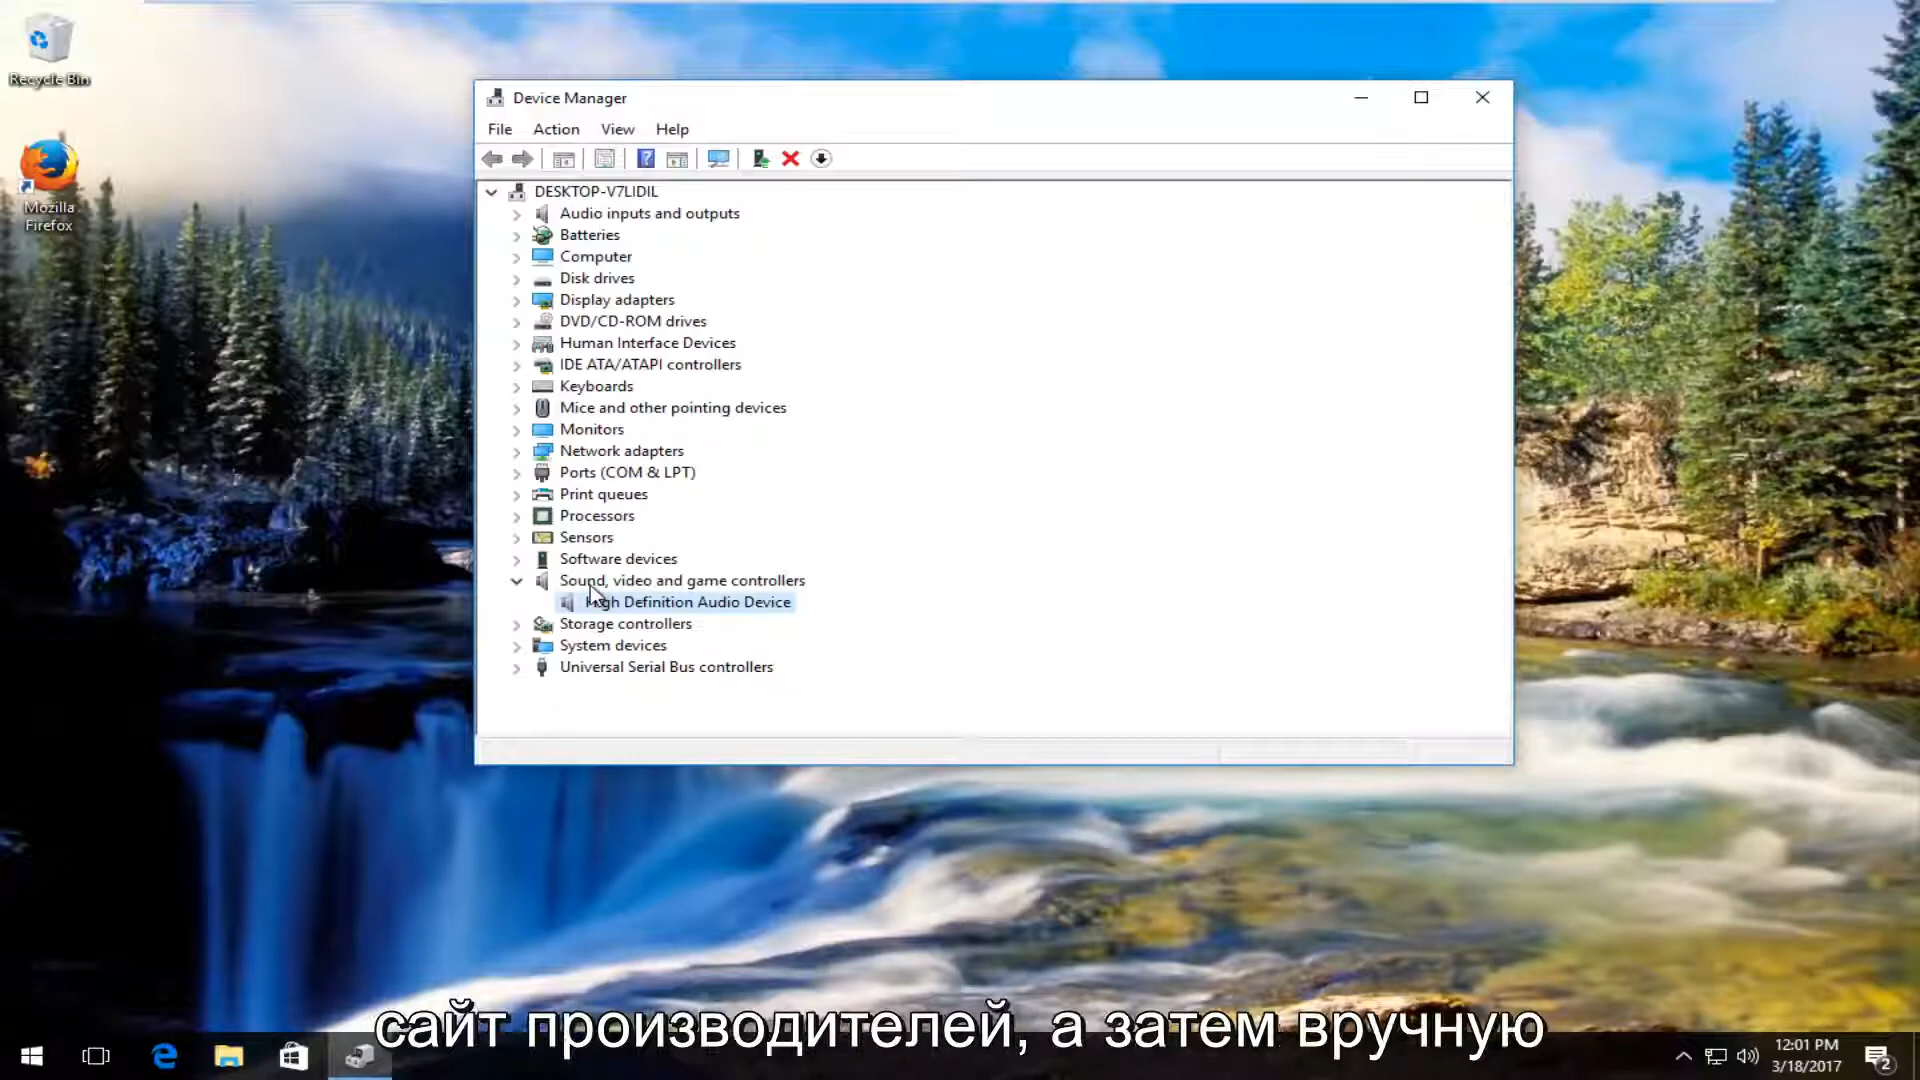 Recycle Bin
Mozilla
Firefox
Device Manager
File Action View Help
DESKTOP-V7LIDIL
Audio inputs and outputs
Batteries
Computer
Disk drives
Display adapters
DVD/CD-ROM drives
Human Interface Devices
IDE ATA/ATAPI controllers
Keyboards
Mice and other pointing devices
Monitors
Network adapters
Ports (COM & LPT)
Print queues
Processors
Sensors
Software devices
Sound, video and game controllers
High Definition Audio Device
Storage controllers
System devices
Universal Serial Bus controllers
сайт производителей, а затем вручную
12:01 PM
3/18/2017
2